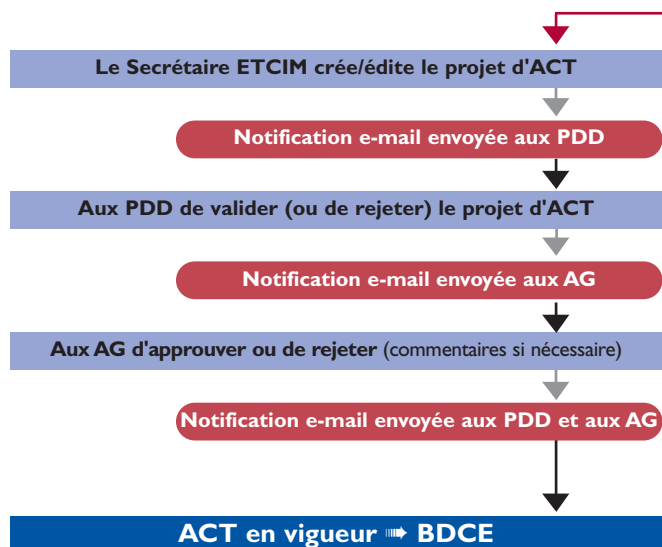 Le Secrétaire ETCIM crée/édite le projet d'ACT
Notification e-mail envoyée aux PDD
Aux PDD de valider (ou de rejeter) le projet d'ACT
Notification e-mail envoyée aux AG
Aux AG d'approuver ou de rejeter (commentaires si nécessaire)
Notification e-mail envoyée aux PDD et aux AG
ACT en vigueur ➠ BDCE